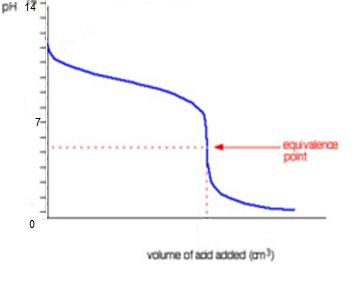 pH 14
7
equivalence
point
0
volume of acid added (cm³)